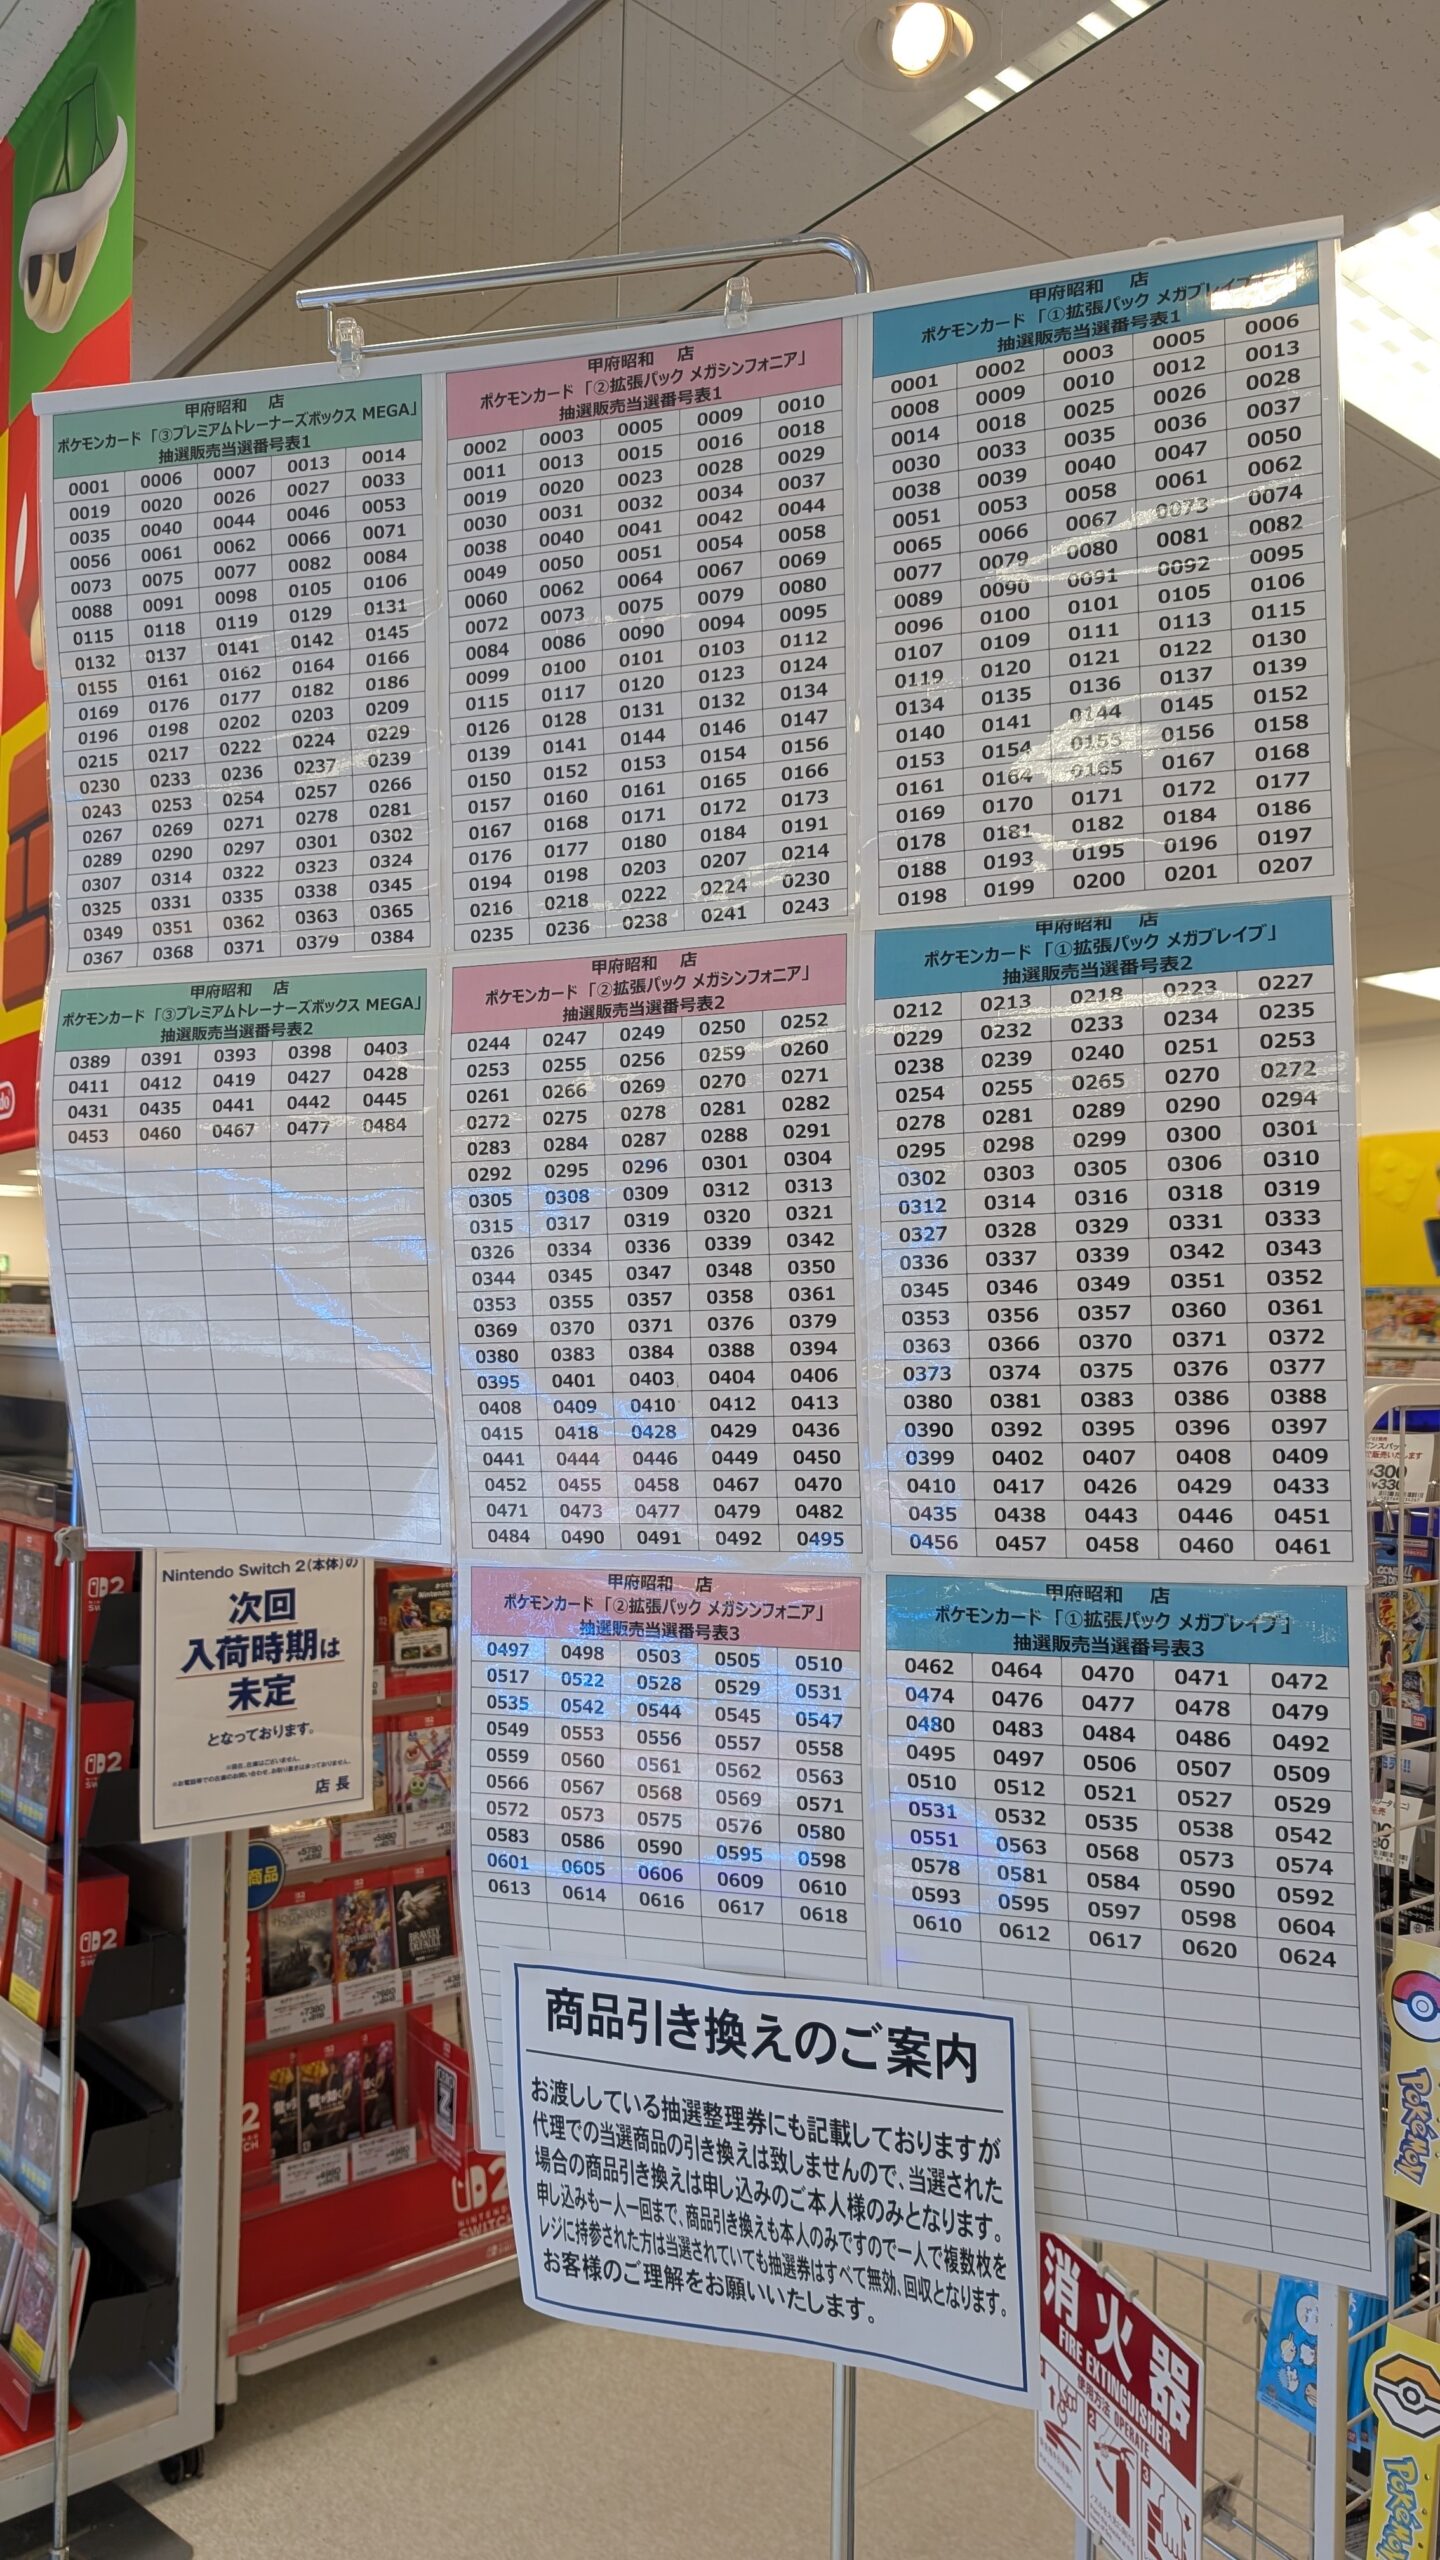 甲府昭和 店
ポケモンカード「③プレミアムトレーナーズボックス MEGA」
抽選販売当選番号表1
0001 0006 0007 0013 0014
0019 0020 0026 0027 0033
0035 0040 0044 0046 0053
0056 0061 0062 0066 0071
0073 0075 0077 0082 0084
0088 0091 0098 0105 0106
0115 0118 0119 0129 0131
0132 0137 0141 0142 0145
0155 0161 0162 0164 0166
0169 0176 0177 0182 0186
0196 0198 0202 0203 0209
0215 0217 0222 0224 0229
0230 0233 0236 0237 0239
0243 0253 0254 0257 0266
0267 0269 0271 0278 0281
0289 0290 0297 0301 0302
0307 0314 0322 0323 0324
0325 0331 0335 0338 0345
0349 0351 0362 0363 0365
0367 0368 0371 0379 0384
甲府昭和 店
ポケモンカード「③プレミアムトレーナーズボックス MEGA」
抽選販売当選番号表2
0389 0391 0393 0398 0403
0411 0412 0419 0427 0428
0431 0435 0441 0442 0445
0453 0460 0467 0477 0484
甲府昭和 店
ポケモンカード「②拡張パック メガシンフォニア」
抽選販売当選番号表1
0002 0003 0005 0009 0010
0011 0013 0015 0016 0018
0019 0020 0023 0028 0029
0030 0031 0032 0034 0037
0038 0040 0041 0042 0044
0049 0050 0051 0054 0058
0060 0062 0064 0067 0069
0072 0073 0075 0079 0080
0084 0086 0090 0094 0095
0099 0100 0101 0103 0112
0115 0117 0120 0123 0124
0126 0128 0131 0132 0134
0139 0141 0144 0146 0147
0150 0152 0153 0154 0156
0157 0160 0161 0165 0166
0167 0168 0171 0172 0173
0176 0177 0180 0184 0191
0194 0198 0203 0207 0214
0216 0218 0222 0224 0230
0235 0236 0238 0241 0243
甲府昭和 店
ポケモンカード「②拡張パック メガシンフォニア」
抽選販売当選番号表2
0244 0247 0249 0250 0252
0253 0255 0256 0259 0260
0261 0266 0269 0270 0271
0272 0275 0278 0281 0282
0283 0284 0287 0288 0291
0292 0295 0296 0301 0304
0305 0308 0309 0312 0313
0315 0317 0319 0320 0321
0326 0334 0336 0339 0342
0344 0345 0347 0348 0350
0353 0355 0357 0358 0361
0369 0370 0371 0376 0379
0380 0383 0384 0388 0394
0395 0401 0403 0404 0406
0408 0409 0410 0412 0413
0415 0418 0428 0429 0436
0441 0444 0446 0449 0450
0452 0455 0458 0467 0470
0471 0473 0477 0479 0482
0484 0490 0491 0492 0495
甲府昭和 店
ポケモンカード「②拡張パック メガシンフォニア」
抽選販売当選番号表3
0497 0498 0503 0505 0510
0517 0522 0528 0529 0531
0535 0542 0544 0545 0547
0549 0553 0556 0557 0558
0559 0560 0561 0562 0563
0566 0567 0568 0569 0571
0572 0573 0575 0576 0580
0583 0586 0590 0595 0598
0601 0605 0606 0609 0610
0613 0614 0616 0617 0618
甲府昭和 店
ポケモンカード「①拡張パック メガブレイブ」
抽選販売当選番号表1
0001 0002 0003 0005 0006
0008 0009 0010 0012 0013
0014 0018 0025 0026 0028
0030 0033 0035 0036 0037
0038 0039 0040 0047 0050
0051 0053 0058 0061 0062
0065 0066 0067 0073 0074
0077 0079 0080 0081 0082
0089 0090 0091 0092 0095
0096 0100 0101 0105 0106
0107 0109 0111 0113 0115
0119 0120 0121 0122 0130
0134 0135 0136 0137 0139
0140 0141 0144 0145 0152
0153 0154 0155 0156 0158
0161 0164 0165 0167 0168
0169 0170 0171 0172 0177
0178 0181 0182 0184 0186
0188 0193 0195 0196 0197
0198 0199 0200 0201 0207
甲府昭和 店
ポケモンカード「①拡張パック メガブレイブ」
抽選販売当選番号表2
0212 0213 0218 0223 0227
0229 0232 0233 0234 0235
0238 0239 0240 0251 0253
0254 0255 0265 0270 0272
0278 0281 0289 0290 0294
0295 0298 0299 0300 0301
0302 0303 0305 0306 0310
0312 0314 0316 0318 0319
0327 0328 0329 0331 0333
0336 0337 0339 0342 0343
0345 0346 0349 0351 0352
0353 0356 0357 0360 0361
0363 0366 0370 0371 0372
0373 0374 0375 0376 0377
0380 0381 0383 0386 0388
0390 0392 0395 0396 0397
0399 0402 0407 0408 0409
0410 0417 0426 0429 0433
0435 0438 0443 0446 0451
0456 0457 0458 0460 0461
甲府昭和 店
ポケモンカード「①拡張パック メガブレイブ」
抽選販売当選番号表3
0462 0464 0470 0471 0472
0474 0476 0477 0478 0479
0480 0483 0484 0486 0492
0495 0497 0506 0507 0509
0510 0512 0521 0527 0529
0531 0532 0535 0538 0542
0551 0563 0568 0573 0574
0578 0581 0584 0590 0592
0593 0595 0597 0598 0604
0610 0612 0617 0620 0624
Nintendo Switch 2(本体)の
次回
入荷時期は
未定
となっております。
※現在、在庫はございません。
※お電話等での在庫のお問い合わせ、お取り置きは承っておりません。
店長
商品引き換えのご案内
お渡ししている抽選整理券にも記載しておりますが
代理での当選商品の引き換えは致しませんので、当選された
場合の商品引き換えは申し込みのご本人様のみとなります。
申し込みも一人一回まで、商品引き換えも本人のみですので一人で複数枚を
レジに持参された方は当選されていても抽選券はすべて無効、回収となります。
お客様のご理解をお願いいたします。
消火器
FIRE EXTINGUISHER
使用方法 OPERATE
1
2
3
商品
HOGWARTS
BRAVELY DEFAULT
POKÉMON
POKÉMON